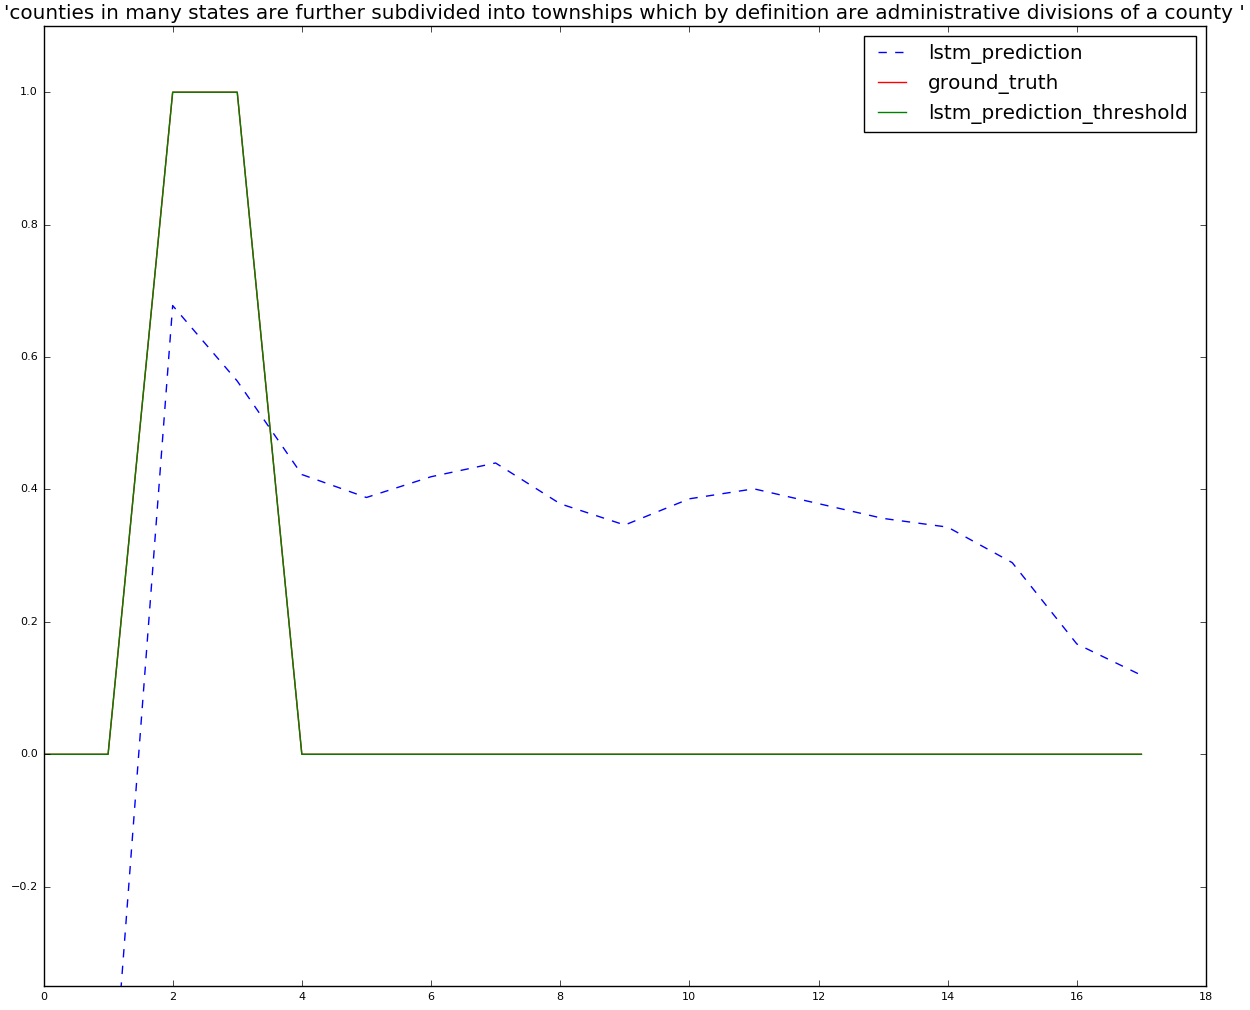 'counties in many states are further subdivided into townships which by definition are administrative divisions of a county '
lstm_prediction
ground_truth
lstm_prediction_threshold
1.0
0.8
0.6
0.4
0.2
0.0
−0.2
0 2 4 6 8 10 12 14 16 18